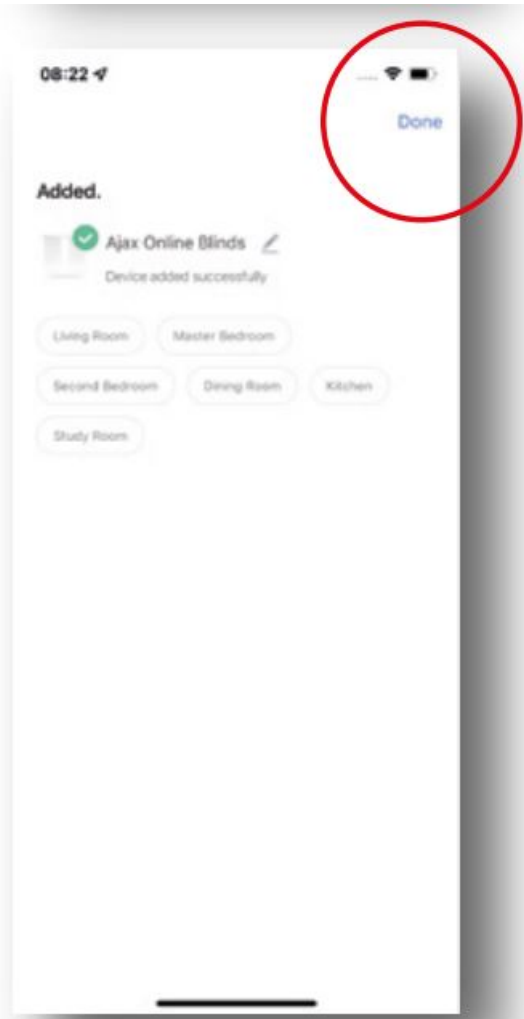 08:22
Done
Added.
Ajax Online Blinds
Device added successfully
Living Room Master Bedroom
Second Bedroom Dining Room Kitchen
Study Room